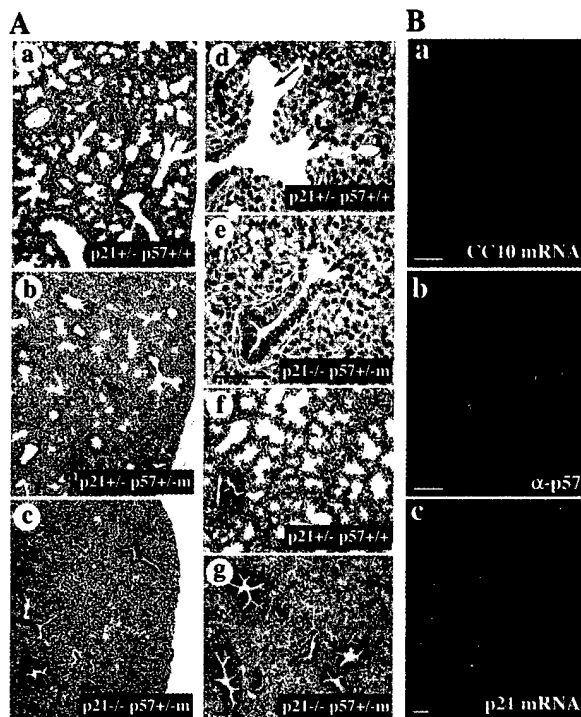 A
a
p21+/- p57+/+
b
p21+/- p57+/-m
c
p21-/- p57+/-m
d
p21+/- p57+/+
e
p21-/- p57+/-m
f
p21+/- p57+/+
g
p21-/- p57+/-m
B
a
CC10 mRNA
b
α-p57
c
p21 mRNA